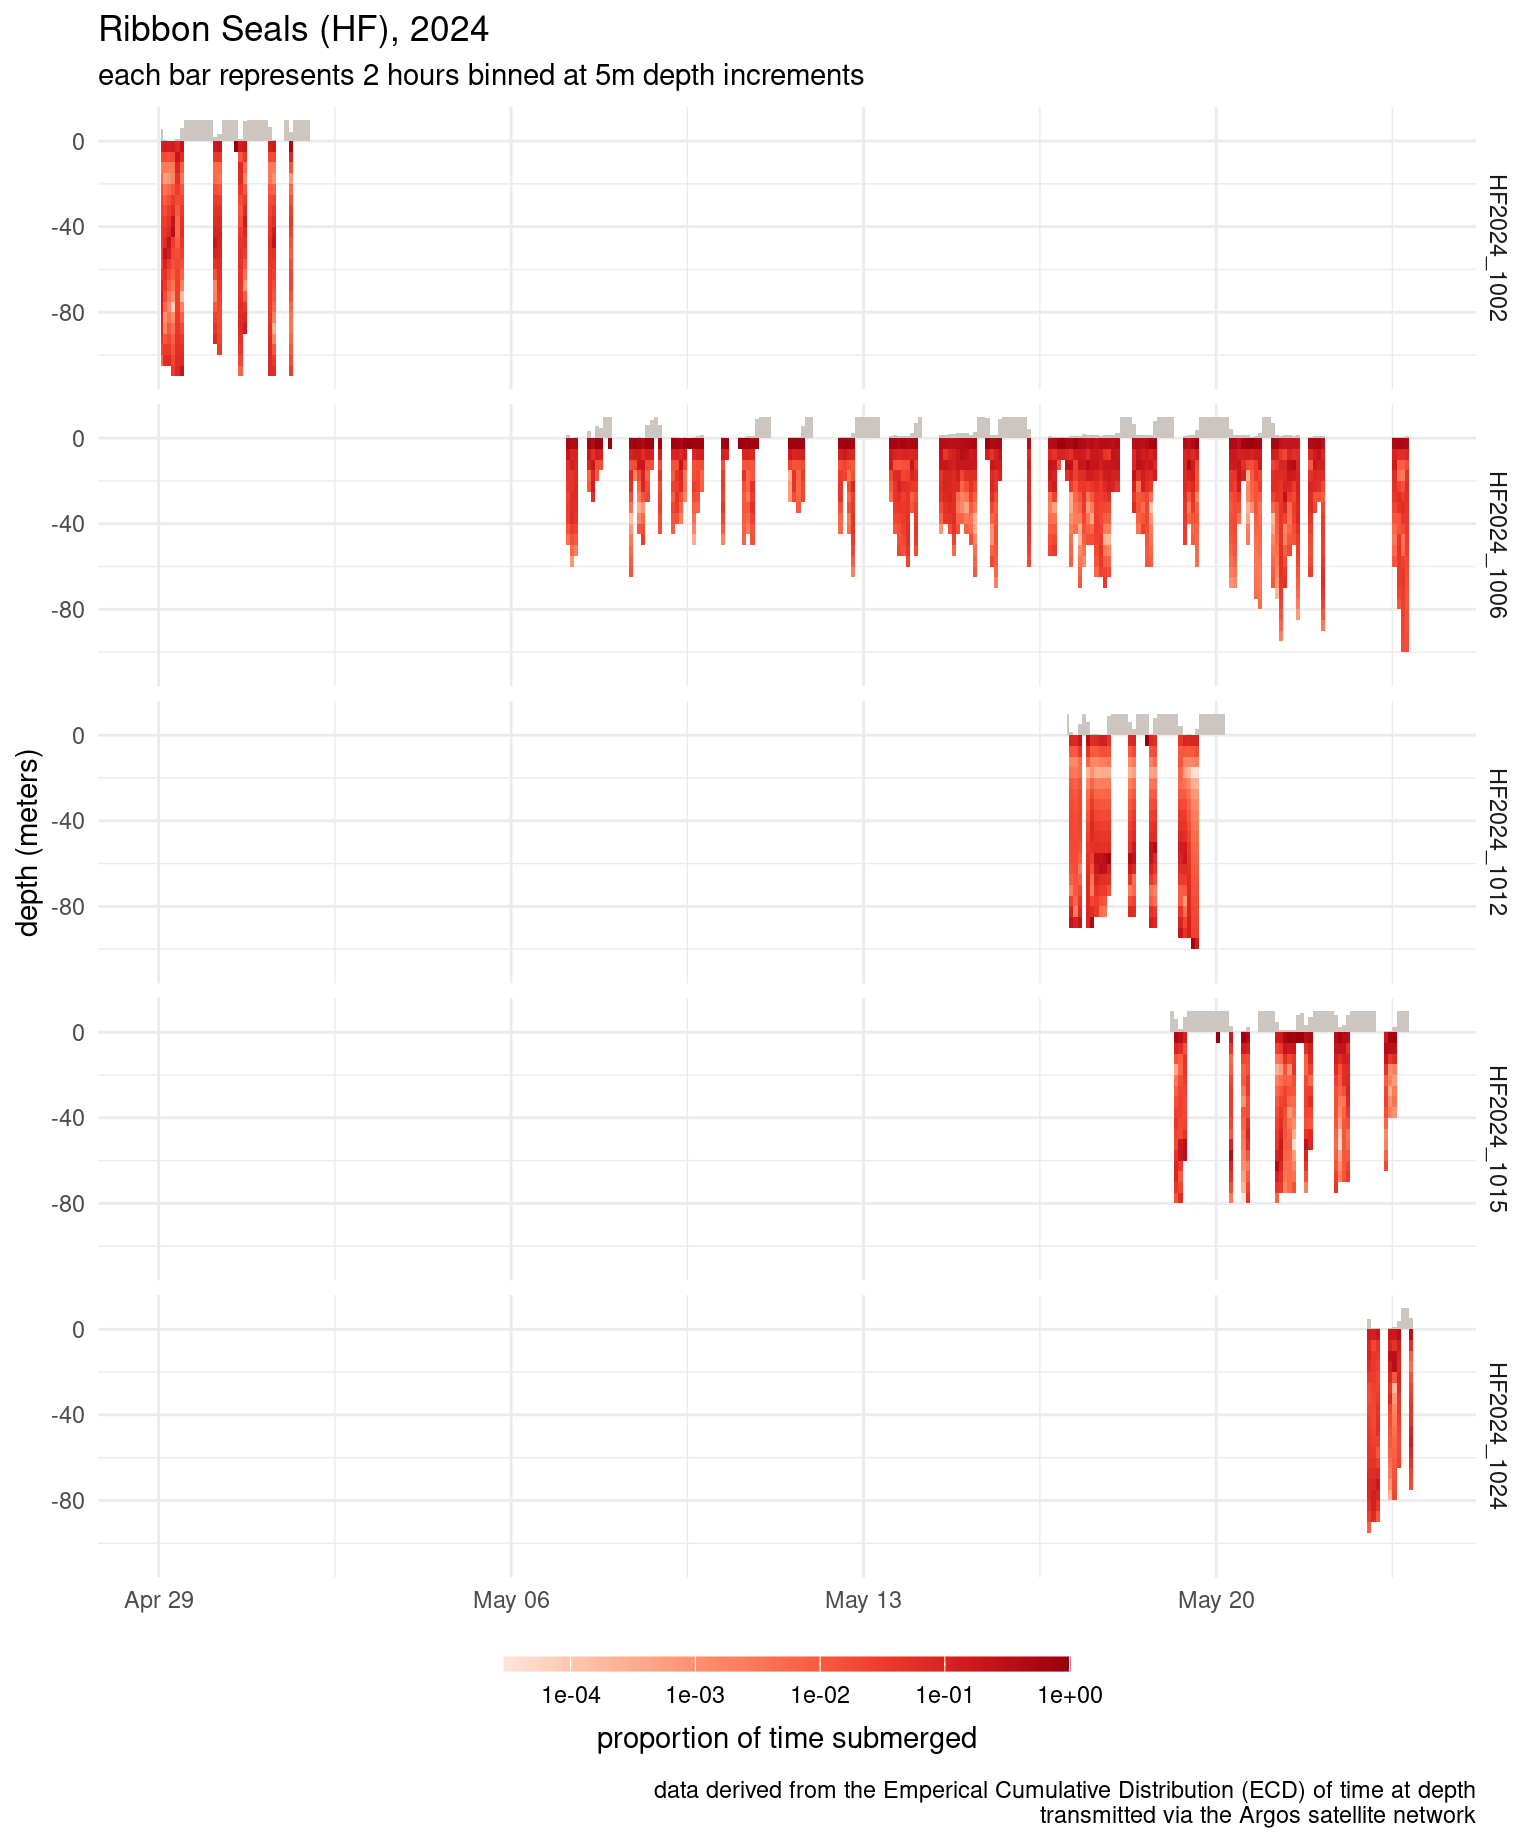 Ribbon Seals (HF), 2024
each bar represents 2 hours binned at 5m depth increments
0
-40
-80
HF2024_1002
0
-40
-80
HF2024_1006
depth (meters)
0
-40
-80
HF2024_1012
0
-40
-80
HF2024_1015
0
-40
-80
HF2024_1024
Apr 29 May 06 May 13 May 20
1e-04 1e-03 1e-02 1e-01 1e+00
proportion of time submerged
data derived from the Emperical Cumulative Distribution (ECD) of time at depth
transmitted via the Argos satellite network